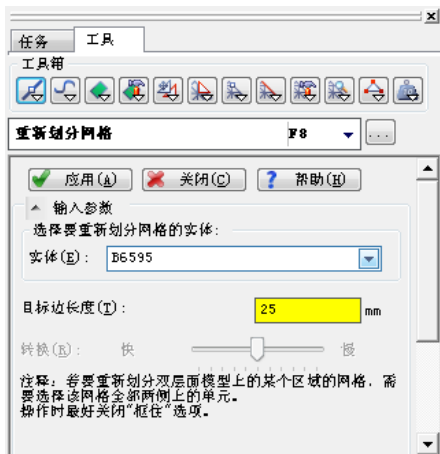 任务 工具
工具箱
重新划分网格 F8 ...
应用(A) 关闭(C) 帮助(H)
输入参数
选择要重新划分网格的实体:
实体(E): B6595
目标边长度(T): 25 mm
转换(R): 快 慢
注释: 若要重新划分双层面模型上的某个区域的网格，需
要选择该网格全部两侧上的单元。
操作时最好关闭"框住"选项。